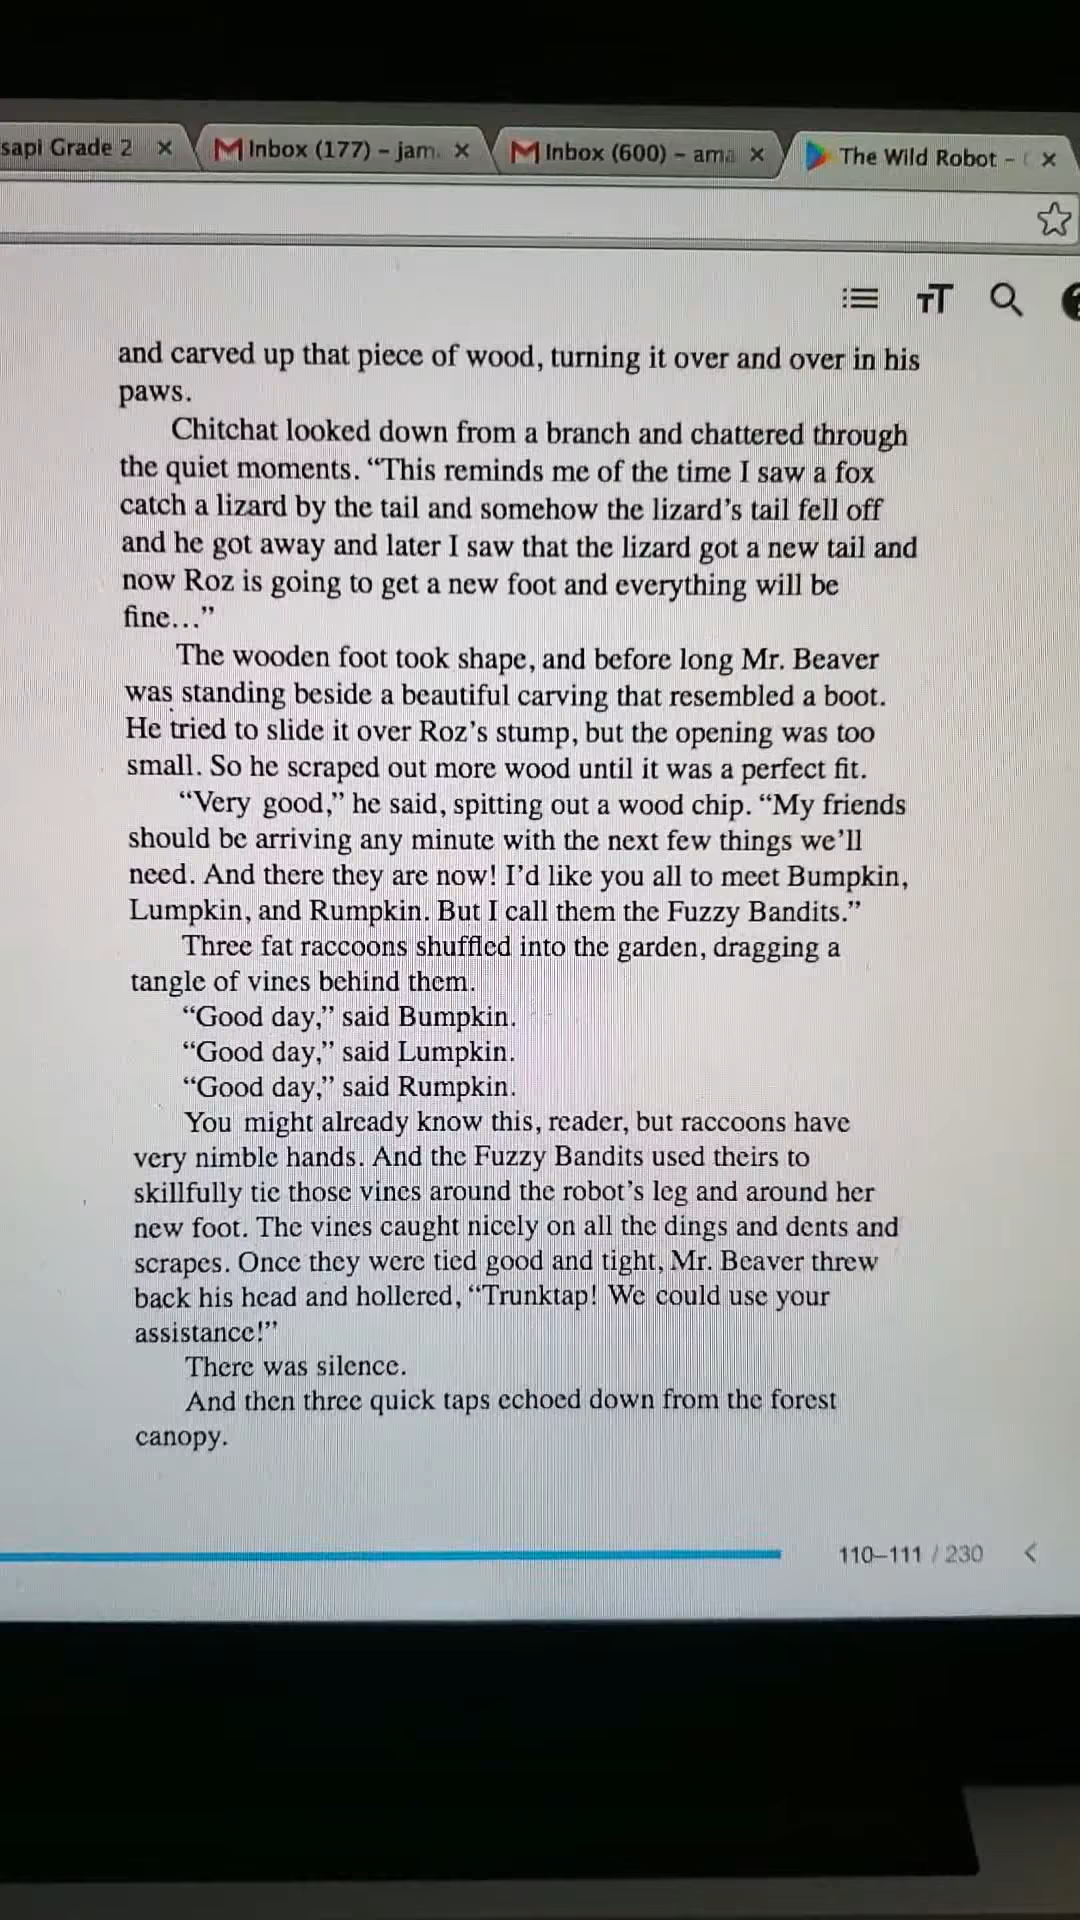 sapl Grade 2 ×
Inbox (177) – jam. ×
Inbox (600) – ama ×
The Wild Robot – ×
TT
?
and carved up that piece of wood, turning it over and over in his
paws.
Chitchat looked down from a branch and chattered through
the quiet moments. “This reminds me of the time I saw a fox
catch a lizard by the tail and somehow the lizard’s tail fell off
and he got away and later I saw that the lizard got a new tail and
now Roz is going to get a new foot and everything will be
fine...”
The wooden foot took shape, and before long Mr. Beaver
was standing beside a beautiful carving that resembled a boot.
He tried to slide it over Roz’s stump, but the opening was too
small. So he scraped out more wood until it was a perfect fit.
“Very good,” he said, spitting out a wood chip. “My friends
should be arriving any minute with the next few things we’ll
need. And there they are now! I’d like you all to meet Bumpkin,
Lumpkin, and Rumpkin. But I call them the Fuzzy Bandits.”
Three fat raccoons shuffled into the garden, dragging a
tangle of vines behind them.
“Good day,” said Bumpkin.
“Good day,” said Lumpkin.
“Good day,” said Rumpkin.
You might already know this, reader, but raccoons have
very nimble hands. And the Fuzzy Bandits used theirs to
skillfully tie those vines around the robot’s leg and around her
new foot. The vines caught nicely on all the dings and dents and
scrapes. Once they were tied good and tight, Mr. Beaver threw
back his head and hollered, “Trunktap! We could use your
assistance!”
There was silence.
And then three quick taps echoed down from the forest
canopy.
110–111 / 230 <